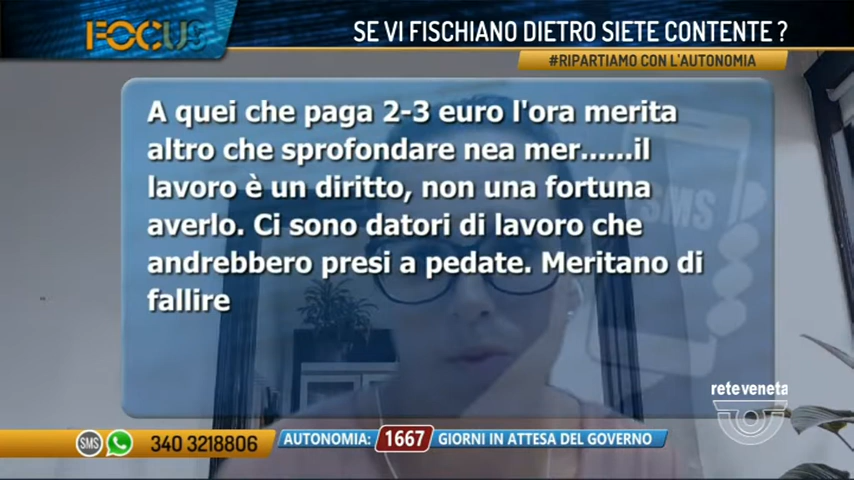 FOCUS
SE VI FISCHIANO DIETRO SIETE CONTENTE ?
#RIPARTIAMO CON L'AUTONOMIA
A quei che paga 2-3 euro l'ora merita
altro che sprofondare nea mer......il
lavoro è un diritto, non una fortuna
averlo. Ci sono datori di lavoro che
andrebbero presi a pedate. Meritano di
fallire
SMS
reteveneta
SMS 340 3218806 AUTONOMIA: 1667 GIORNI IN ATTESA DEL GOVERNO